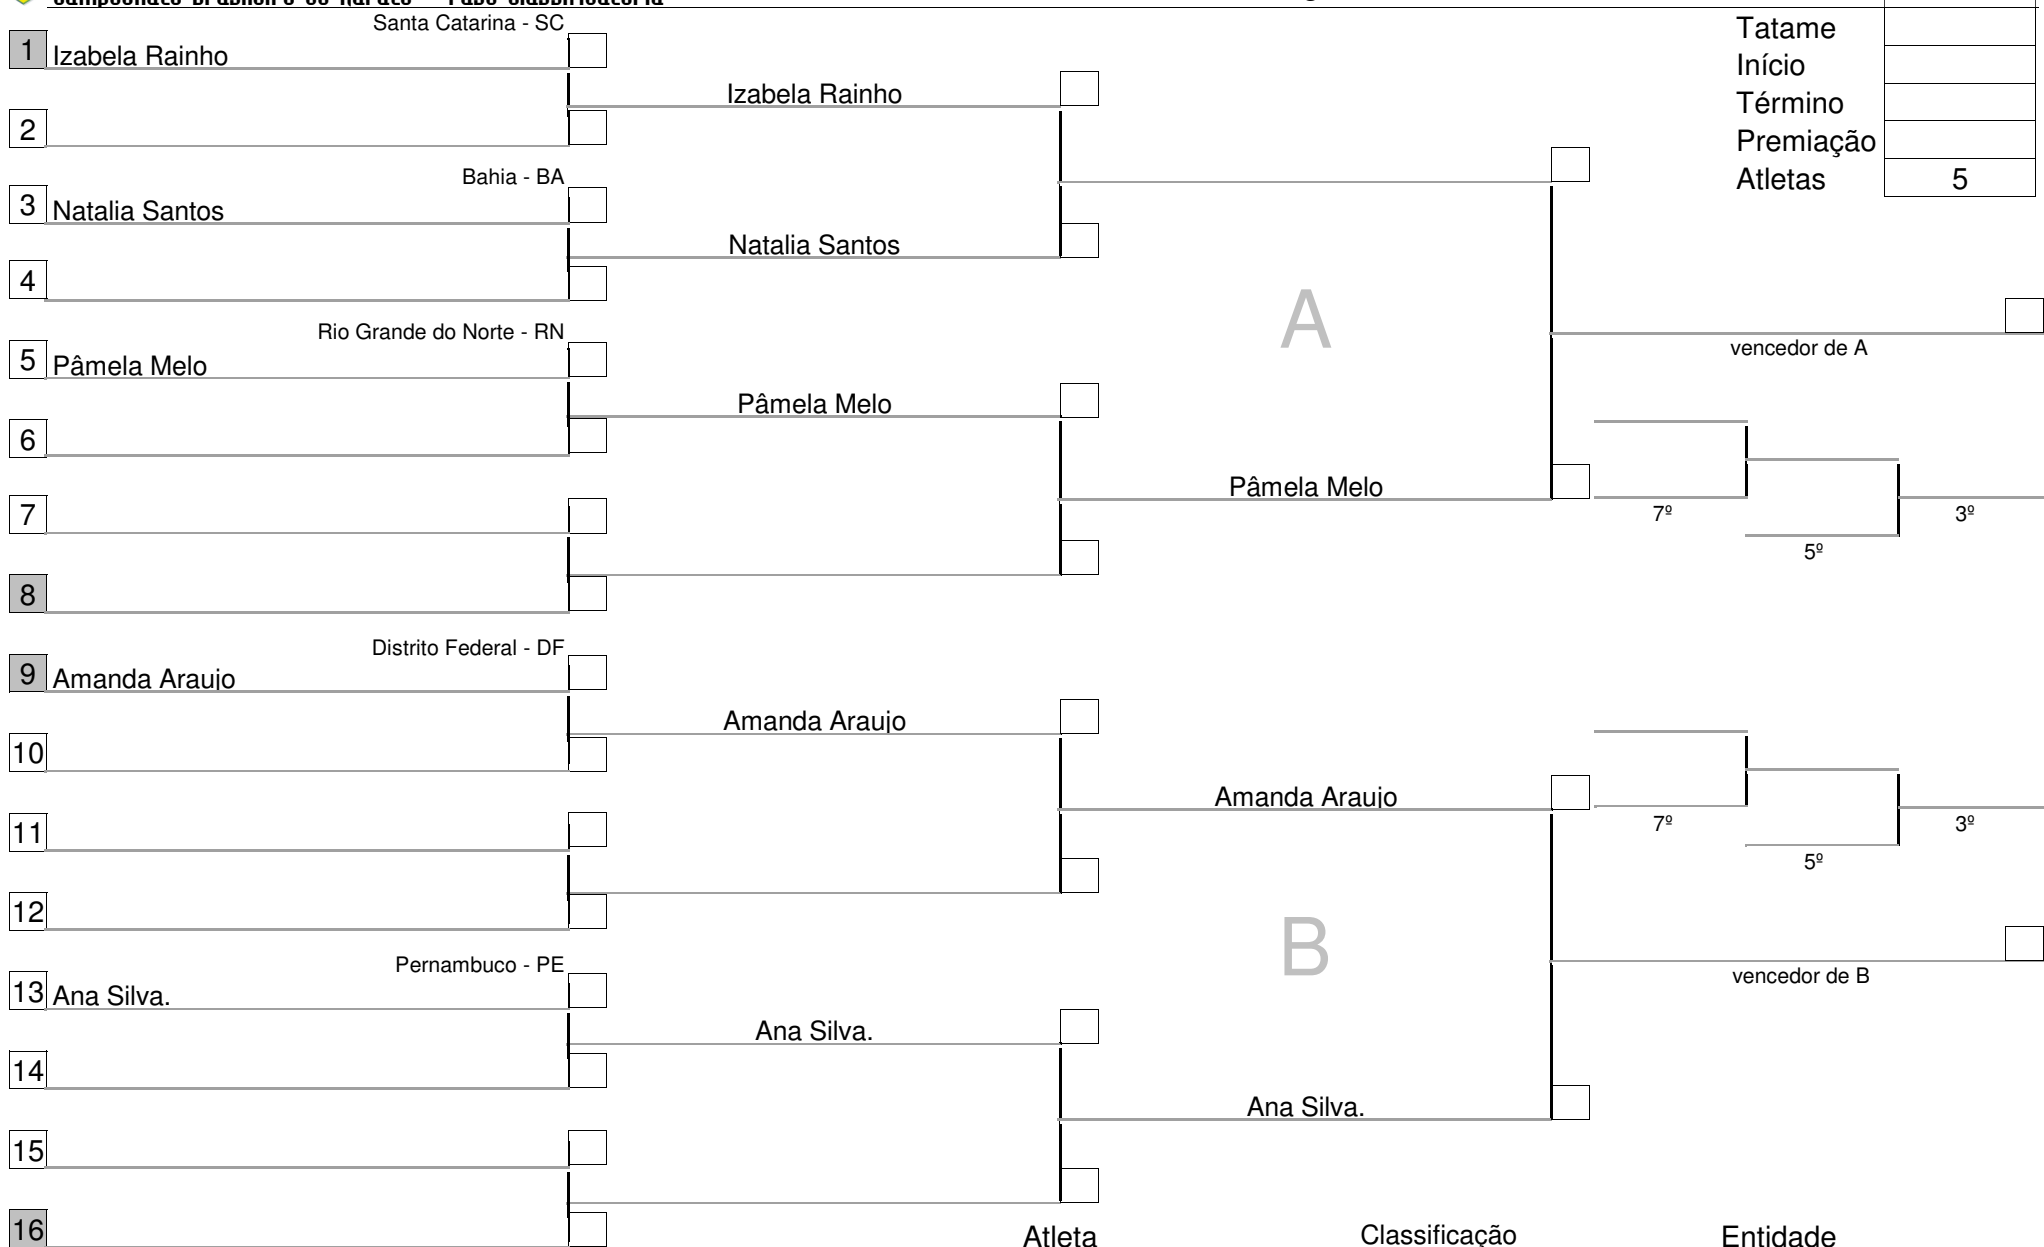 Santa Catarina - SC
1 Izabela Rainho
Izabela Rainho
2
Bahia - BA
3 Natalia Santos
Natalia Santos
4
Rio Grande do Norte - RN
5 Pâmela Melo
Pâmela Melo
6
Pâmela Melo
7
8
A
vencedor de A
7º
3º
5º
Tatame
Início
Término
Premiação
Atletas 5
Distrito Federal - DF
9 Amanda Araujo
Amanda Araujo
10
Amanda Araujo
11
12
7º
3º
5º
B
vencedor de B
Pernambuco - PE
13 Ana Silva.
Ana Silva.
14
Ana Silva.
15
16
Atleta Classificação Entidade